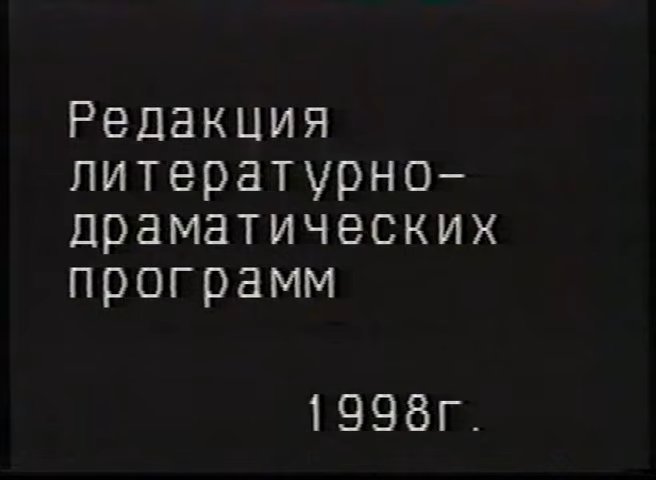 Редакция
литературно-
драматических
программ
1998г.